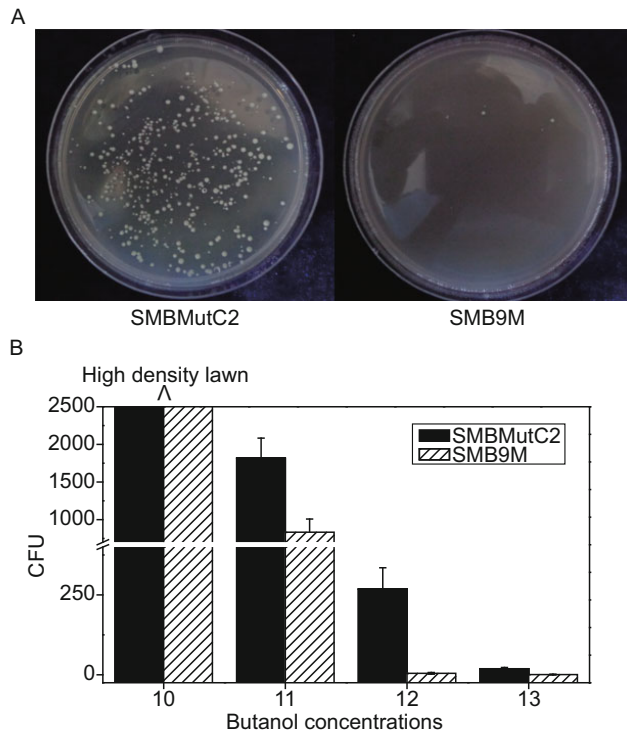 A
SMBMutC2 SMB9M
B
High density lawn
>
2500
2000
1500
1000
250
0
CFU
SMBMutC2
SMB9M
10 11 12 13
Butanol concentrations